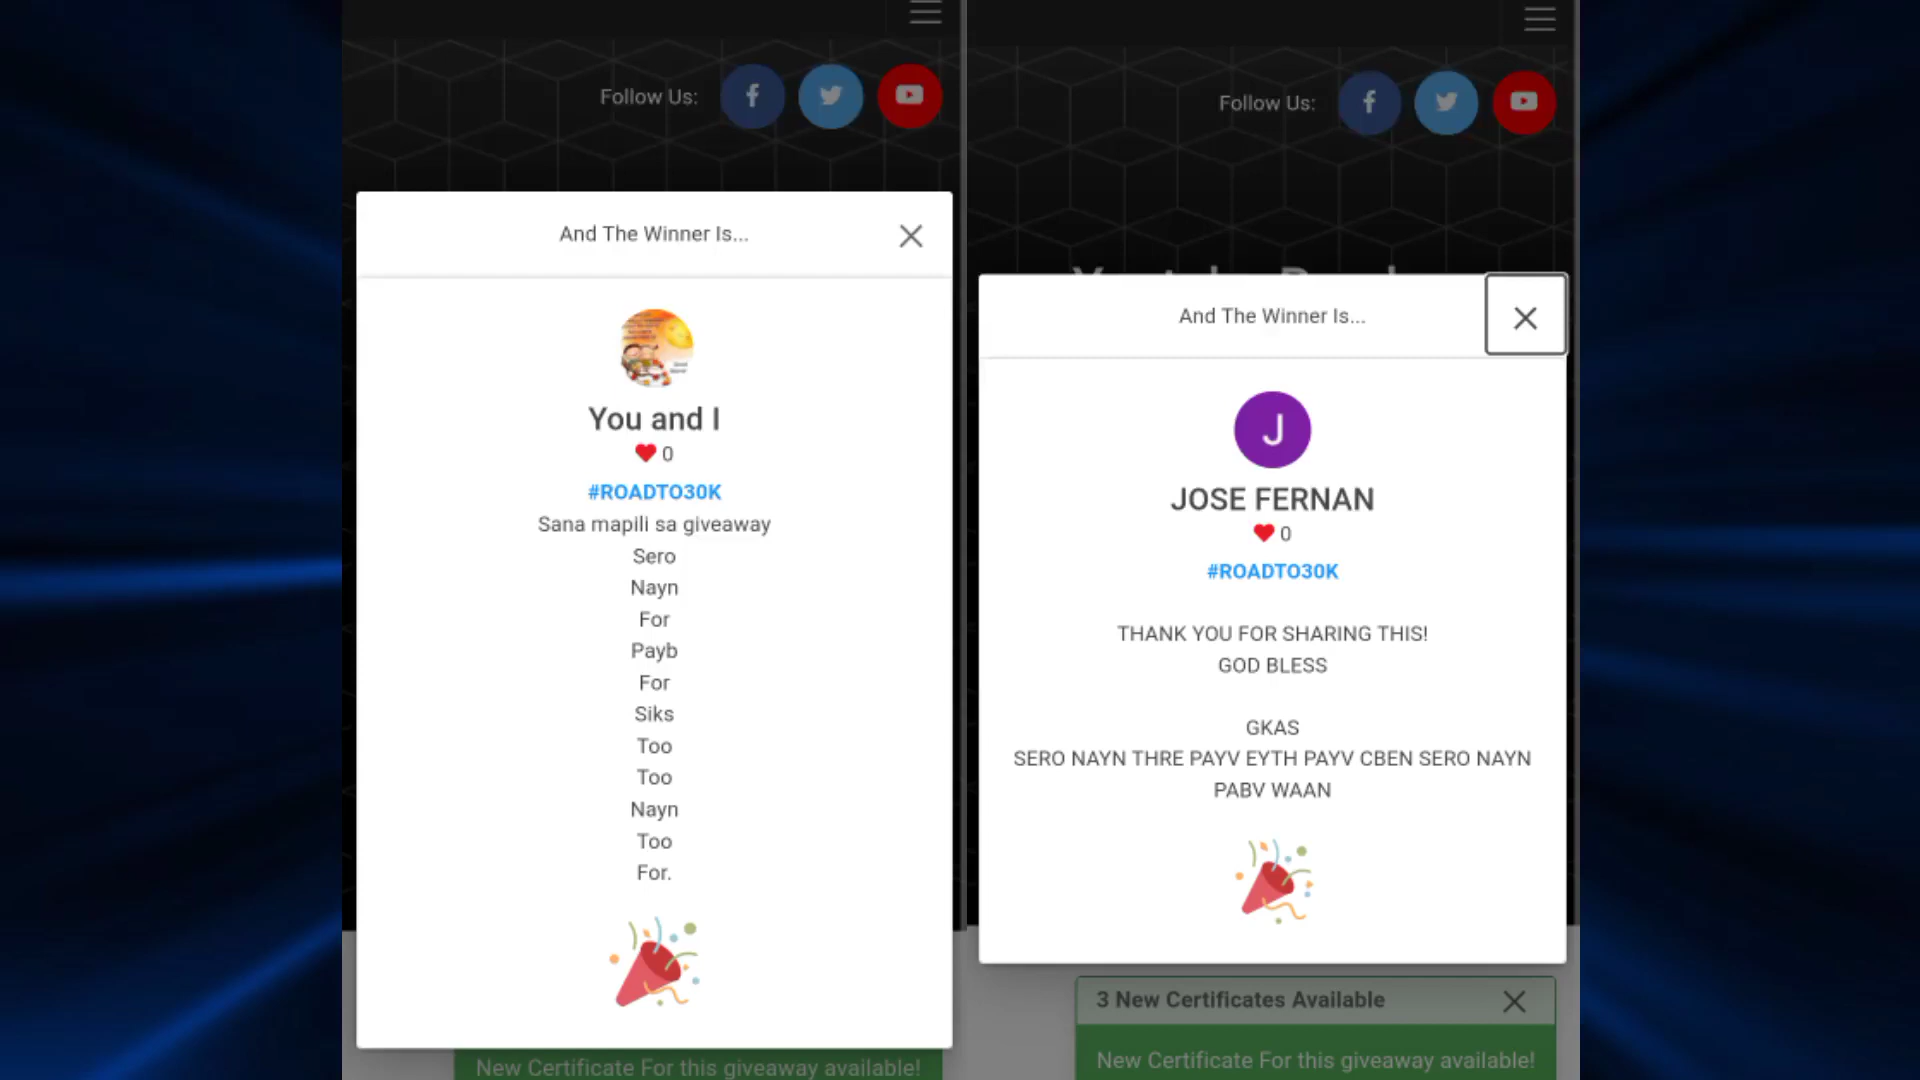 Follow Us:
And The Winner Is...
You and I
0
#ROADTO30K
Sana mapili sa giveaway
Sero
Nayn
For
Payb
For
Siks
Too
Too
Nayn
Too
For.
New Certificate For this giveaway available!
Follow Us:
And The Winner Is...
J
JOSE FERNAN
0
#ROADTO30K
THANK YOU FOR SHARING THIS!
GOD BLESS
GKAS
SERO NAYN THRE PAYV EYTH PAYV CBEN SERO NAYN
PABV WAAN
3 New Certificates Available
New Certificate For this giveaway available!